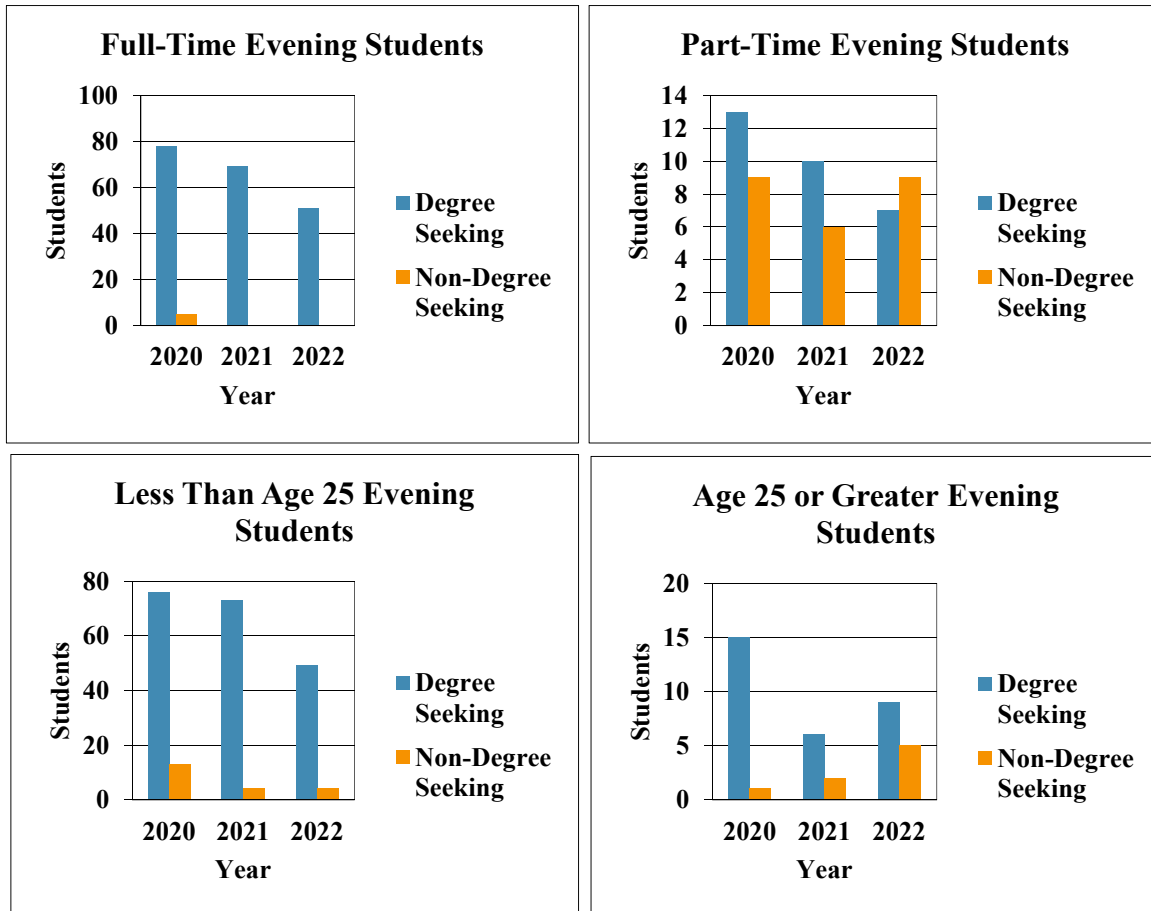 Full-Time Evening Students
100
80
60
40
20
0
Students
2020 2021 2022
Year
Degree
Seeking
Non-Degree
Seeking
Part-Time Evening Students
14
12
10
8
6
4
2
0
Students
2020 2021 2022
Year
Degree
Seeking
Non-Degree
Seeking
Less Than Age 25 Evening
Students
80
60
40
20
0
Students
2020 2021 2022
Year
Degree
Seeking
Non-Degree
Seeking
Age 25 or Greater Evening
Students
20
15
10
5
0
Students
2020 2021 2022
Year
Degree
Seeking
Non-Degree
Seeking